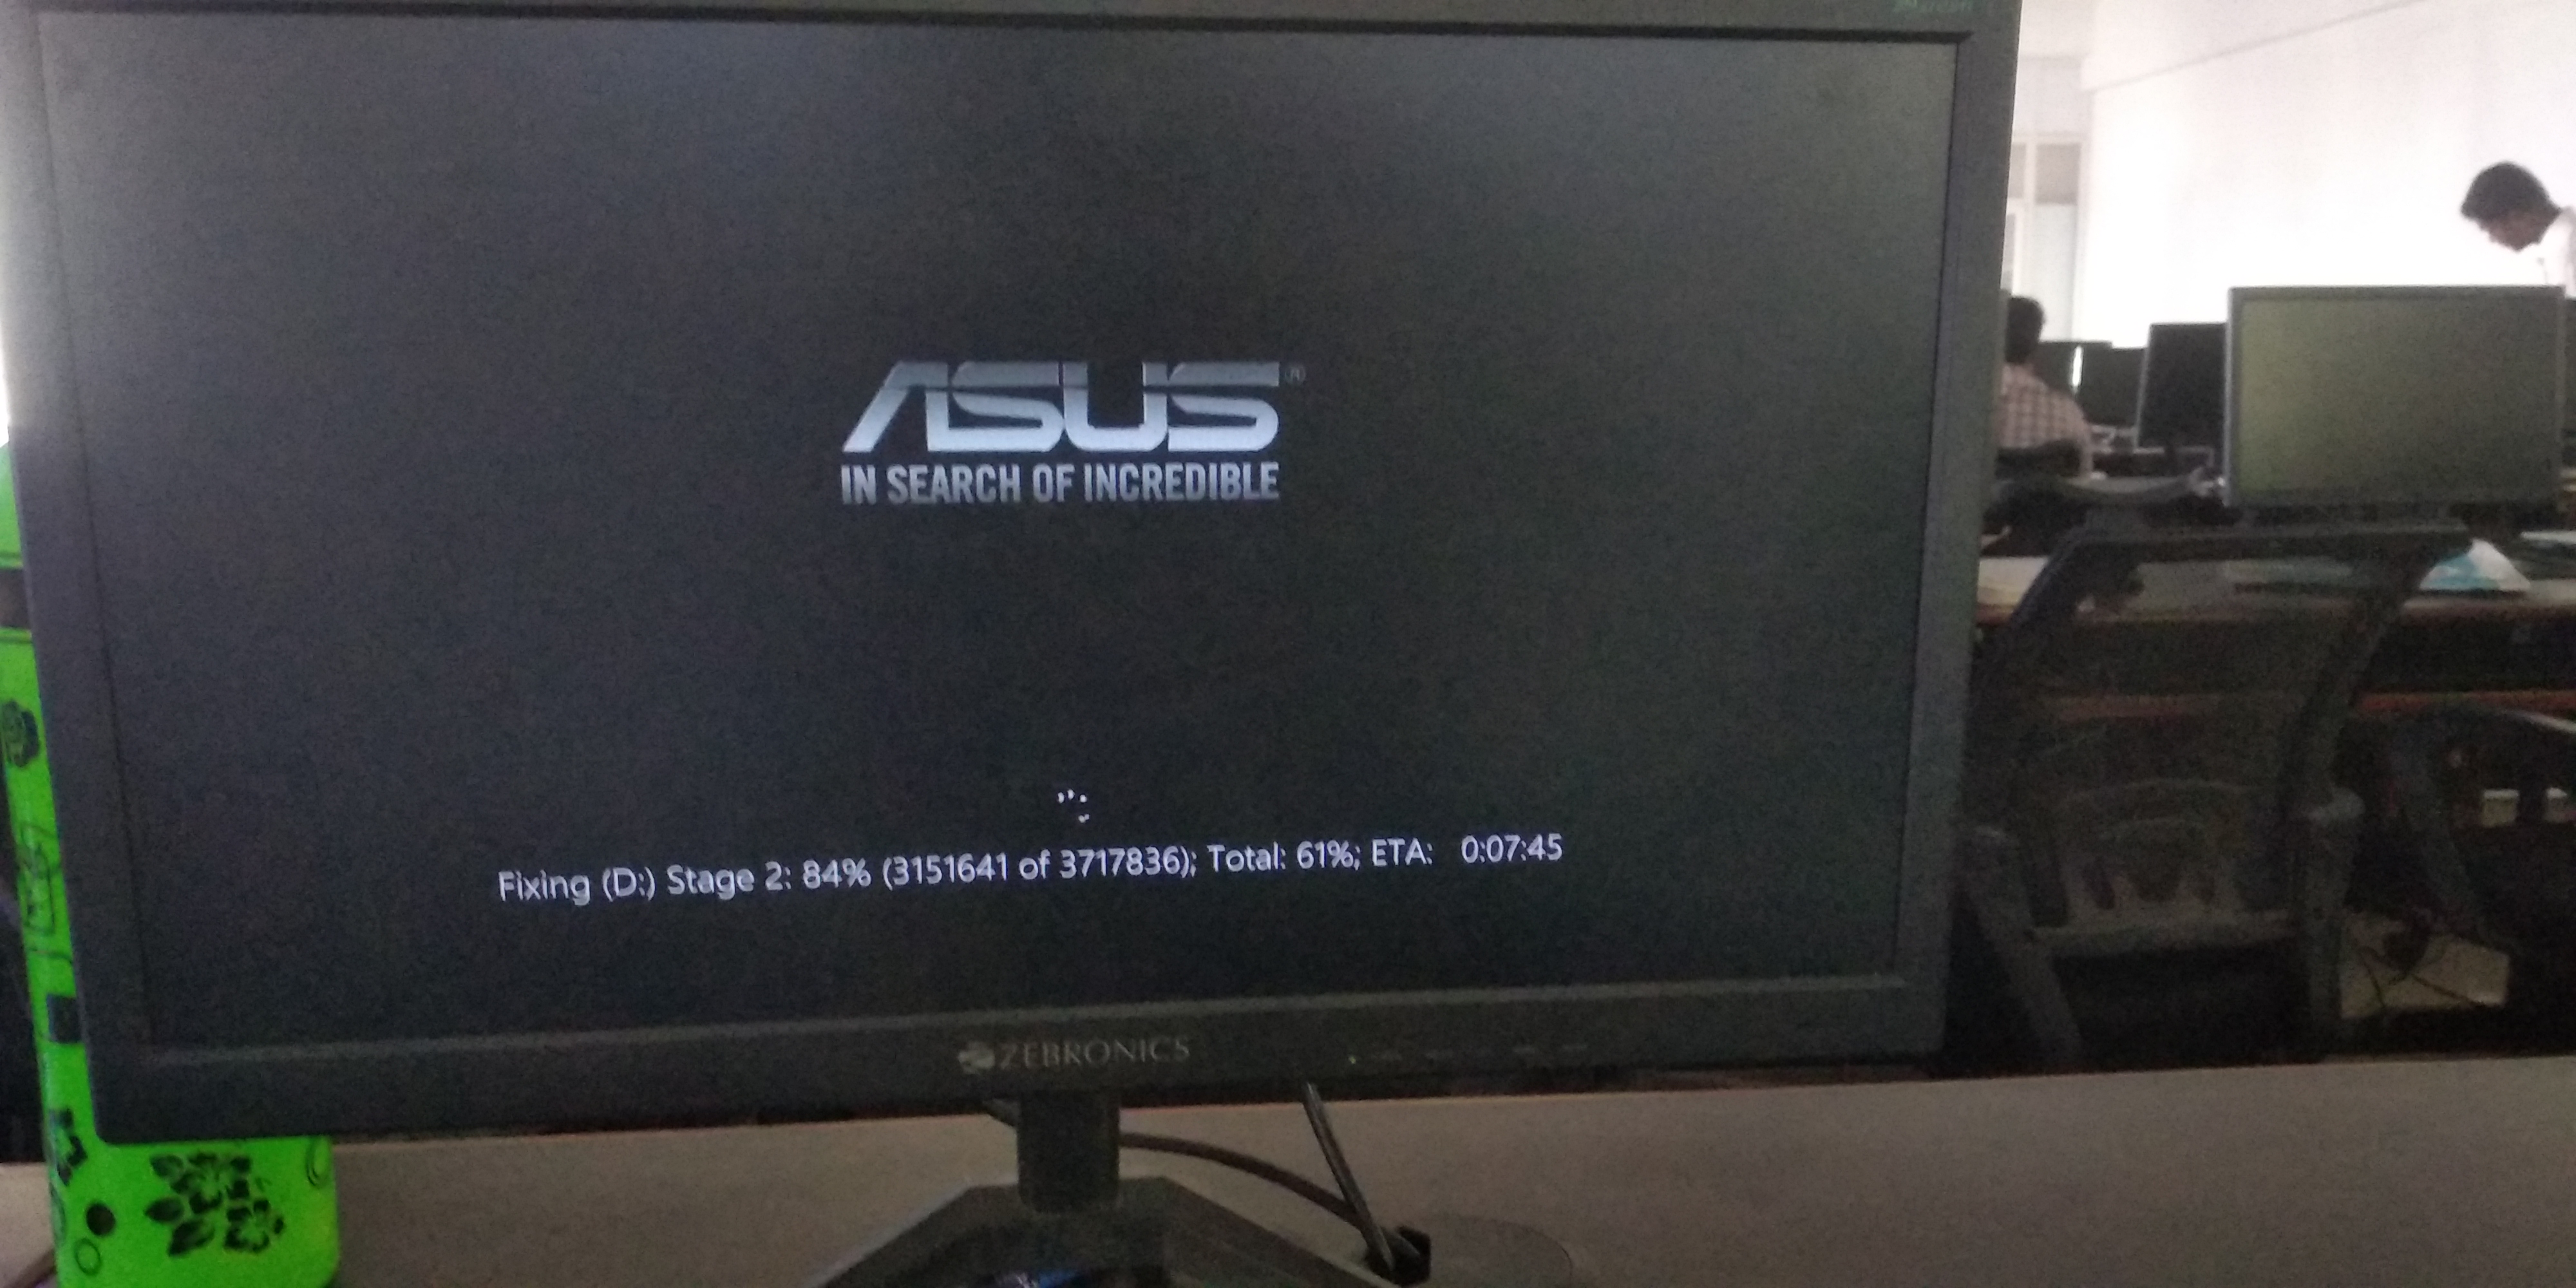 ASUS®
IN SEARCH OF INCREDIBLE
Fixing (D:) Stage 2: 84% (3151641 of 3717836); Total: 61%; ETA: 0:07:45
ZEBRONICS